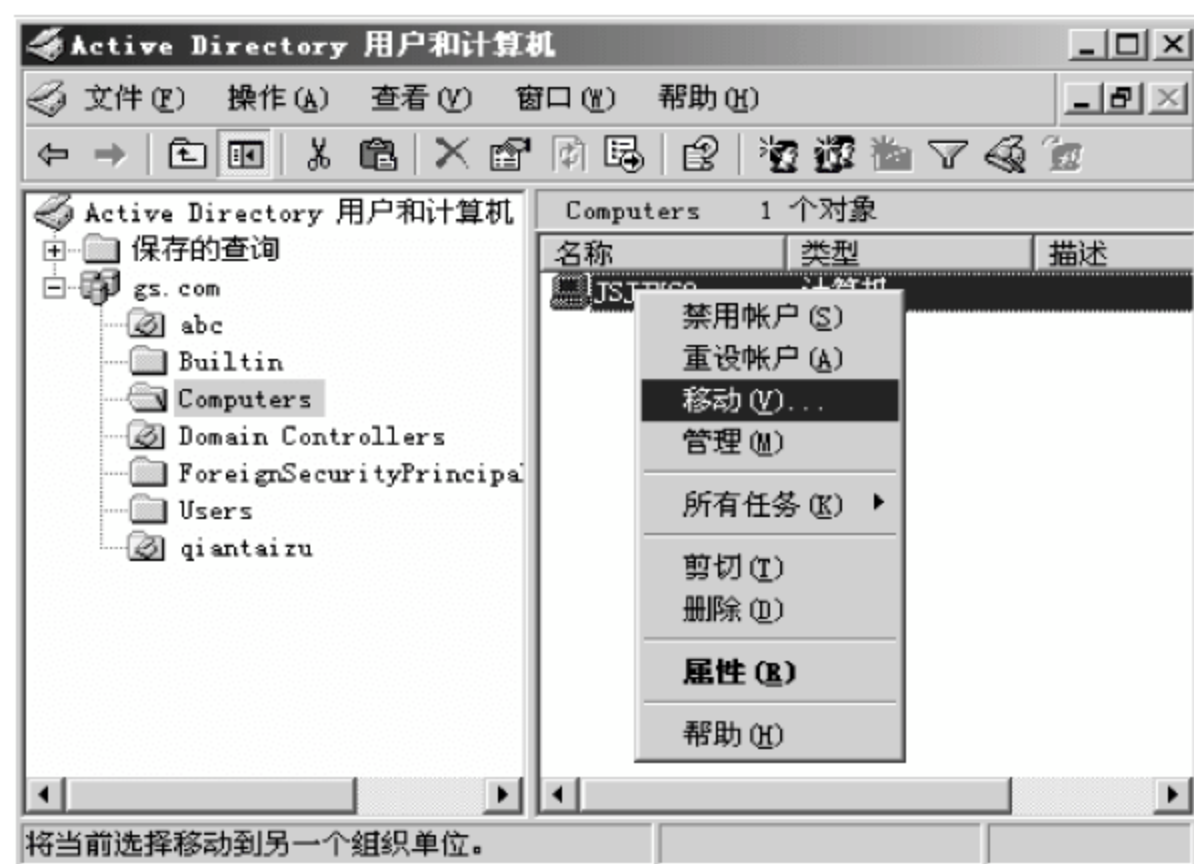 Active Directory 用户和计算机
文件(F) 操作(A) 查看(V) 窗口(W) 帮助(H)
Active Directory 用户和计算机
保存的查询
gs.com
abc
Builtin
Computers
Domain Controllers
ForeignSecurityPrincipal
Users
qiantaizu
Computers 1 个对象
名称 类型 描述
计算机
禁用帐户(S)
重设帐户(A)
移动(V)...
管理(M)
所有任务(K)
剪切(T)
删除(D)
属性(R)
帮助(H)
将当前选择移动到另一个组织单位。